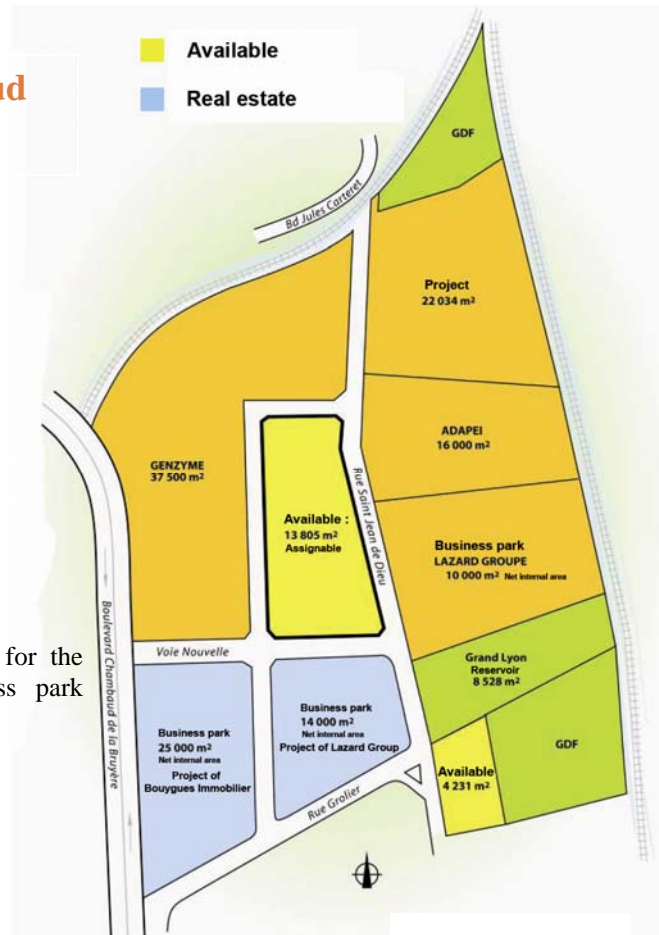 Available
Real estate
GDF
Bd Jules Carteret
Project
22 034 m²
ADAPEI
16 000 m²
GENZYME
37 500 m²
Rue Saint Jean de Dieu
Available :
13 805 m²
Assignable
Business park
LAZARD GROUPE
10 000 m² Net internal area
Boulevard Chambaud de la Bruyère
for the
park
Voie Nouvelle
Grand Lyon
Reservoir
8 528 m²
Business park
14 000 m²
Net internal area
Project of Lazard Group
Business park
25 000 m²
Net internal area
Project of
Bouygues Immobilier
GDF
Available
4 231 m²
Rue Grolier